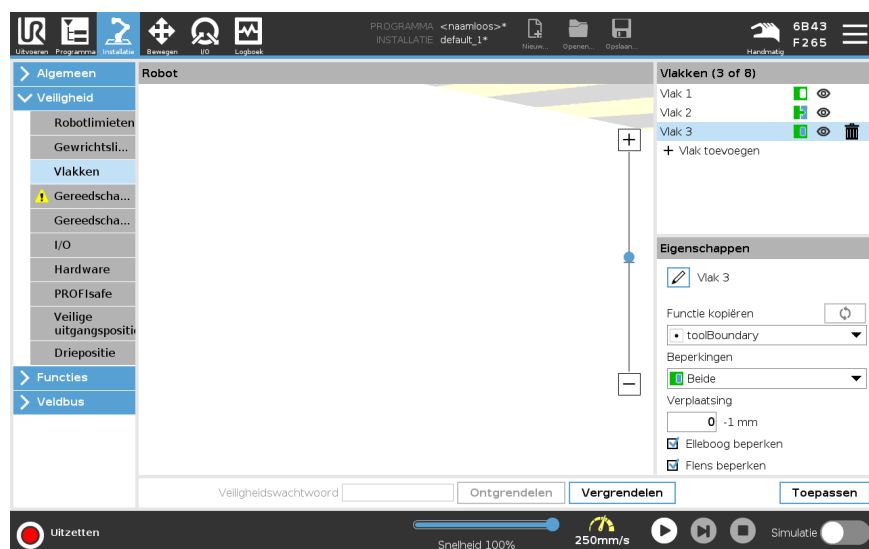 UR
PROGRAMMA <naamloos>*
INSTALLATIE default_1*
6B43
F265
Uitvoeren Programma Installatie Bewegen I/O Logboek Nieuw... Openen... Opslaan... Handmatig
Algemeen
Veiligheid
Robotlimieten
Gewrichtsli...
Vlakken
Gereedscha...
Gereedscha...
I/O
Hardware
PROFIsafe
Veilige
uitgangspositi
Driepositie
Functies
Veldbus
Robot
+
−
Vlakken (3 of 8)
Vlak 1
Vlak 2
Vlak 3
+ Vlak toevoegen
Eigenschappen
Vlak 3
Functie kopiëren
toolBoundary
Beperkingen
Beide
Verplaatsing
0 -1 mm
Elleboog beperken
Flens beperken
Veiligheidswachtwoord Ontgrendelen Vergrendelen Toepassen
Uitzetten
Snelheid 100%
250mm/s
Simulatie